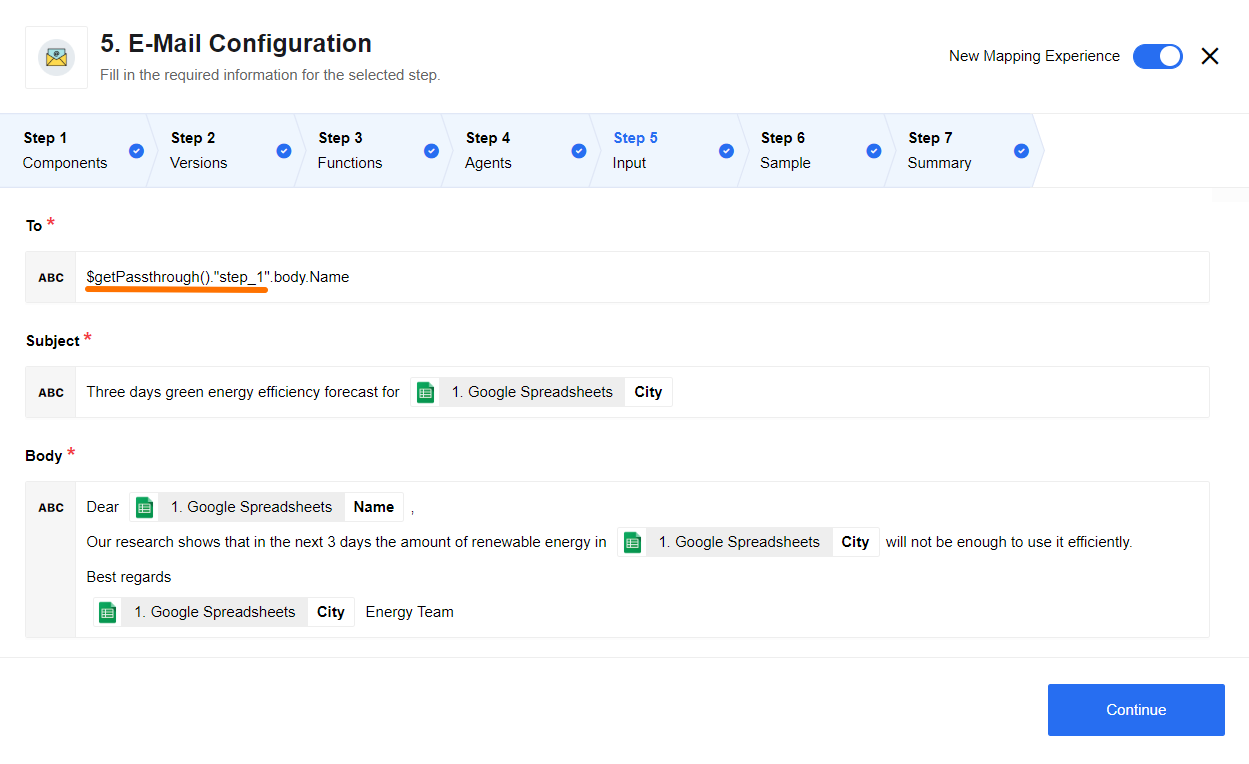 5. E-Mail Configuration
Fill in the required information for the selected step.
New Mapping Experience
Step 1
Components
Step 2
Versions
Step 3
Functions
Step 4
Agents
Step 5
Input
Step 6
Sample
Step 7
Summary
To *
ABC $getPassthrough()."step_1".body.Name
Subject *
ABC Three days green energy efficiency forecast for 1. Google Spreadsheets City
Body *
ABC Dear 1. Google Spreadsheets Name ,
Our research shows that in the next 3 days the amount of renewable energy in 1. Google Spreadsheets City will not be enough to use it efficiently.
Best regards
1. Google Spreadsheets City Energy Team
Continue